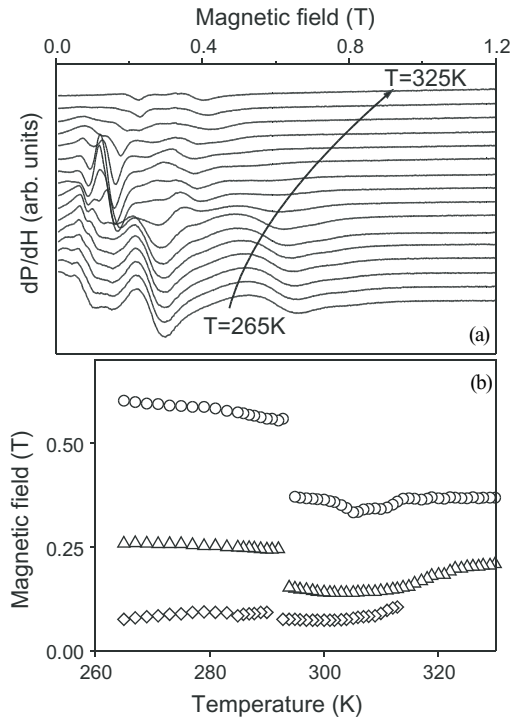 Magnetic field (T)
0.0 0.4 0.8 1.2
T=325K
dP/dH (arb. units)
T=265K
(a)
(b)
0.50
0.25
0.00
Magnetic field (T)
260 280 300 320
Temperature (K)